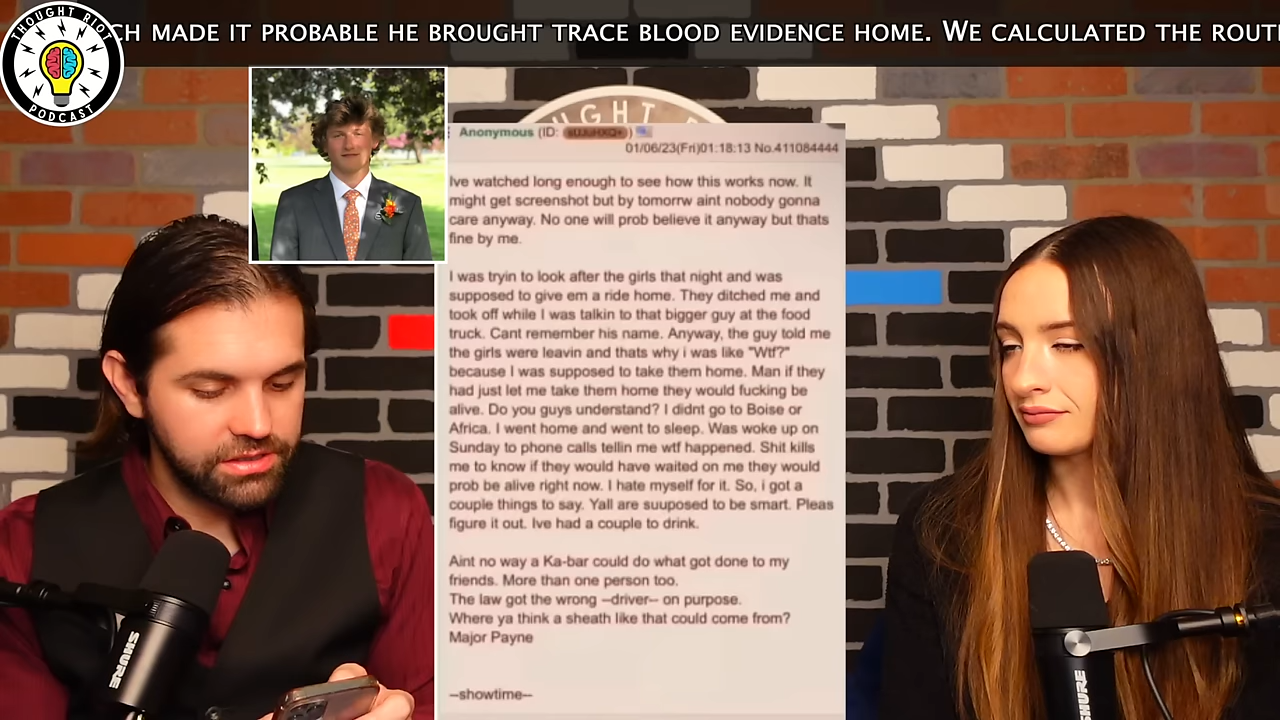 CH MADE IT PROBABLE HE BROUGHT TRACE BLOOD EVIDENCE HOME. WE CALCULATED THE ROUT
THOUGHT RIOT
PODCAST
UGHT
Anonymous (ID:
01/06/23(Fri)01:18:13 No.411084444
Ive watched long enough to see how this works now. It
might get screenshot but by tomorrw aint nobody gonna
care anyway. No one will prob believe it anyway but thats
fine by me.
I was tryin to look after the girls that night and was
supposed to give em a ride home. They ditched me and
took off while I was talkin to that bigger guy at the food
truck. Cant remember his name. Anyway, the guy told me
the girls were leavin and thats why i was like "Wtf?"
because I was supposed to take them home. Man if they
had just let me take them home they would fucking be
alive. Do you guys understand? I didnt go to Boise or
Africa. I went home and went to sleep. Was woke up on
Sunday to phone calls tellin me wtf happened. Shit kills
me to know if they would have waited on me they would
prob be alive right now. I hate myself for it. So, i got a
couple things to say. Yall are suuposed to be smart. Pleas
figure it out. Ive had a couple to drink.
Aint no way a Ka-bar could do what got done to my
friends. More than one person too.
The law got the wrong --driver-- on purpose.
Where ya think a sheath like that could come from?
Major Payne
--showtime--
SHURE
SHURE